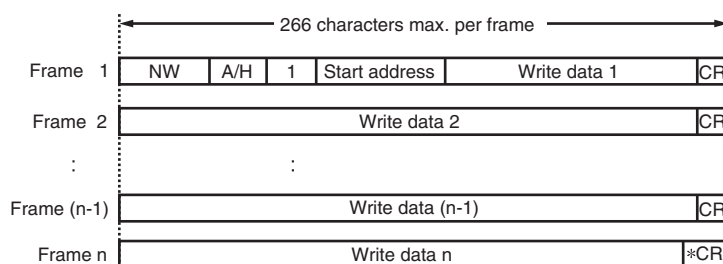 266 characters max. per frame
Frame 1 NW A/H 1 Start address Write data 1 CR
Frame 2 Write data 2 CR
: :
Frame (n-1) Write data (n-1) CR
Frame n Write data n *CR